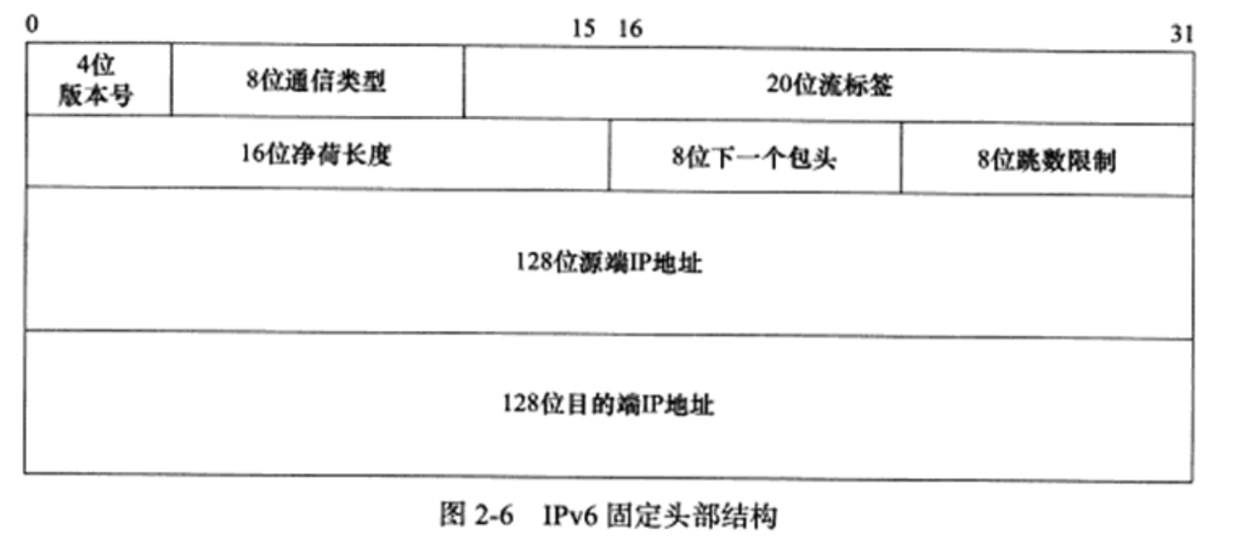 0 15 16 31
4位
版本号
8位通信类型
20位流标签
16位净荷长度
8位下一个包头
8位跳数限制
128位源端IP地址
128位目的端IP地址
图 2-6 IPv6 固定头部结构